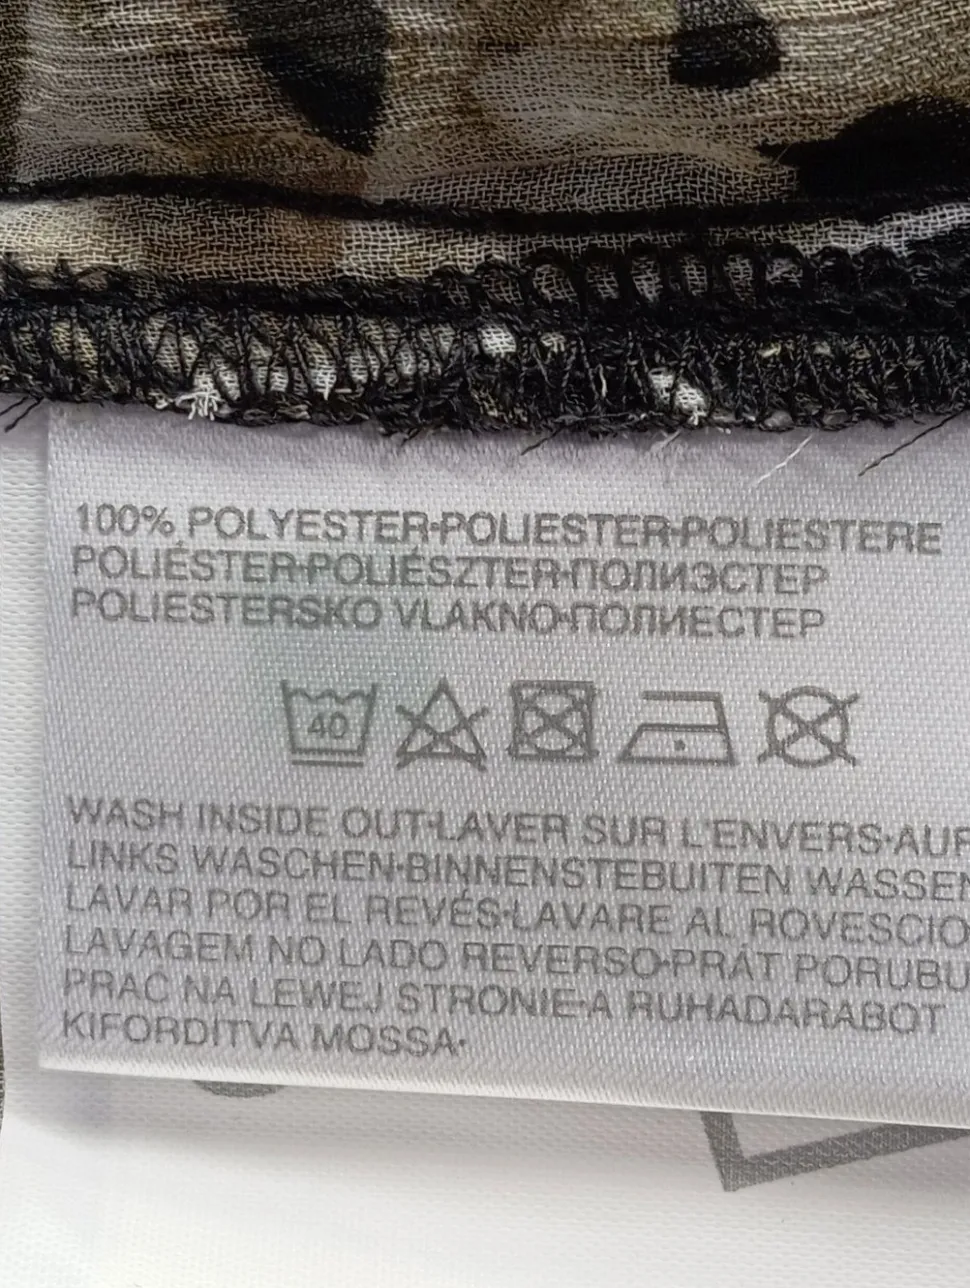 100% POLYESTER•POLIESTER•POLIESTERE
POLIÉSTER•POLIÉSZTER•ПОЛИЭСТЕР
POLIESTERSKO VLAKNO•ПОЛИЕСТЕР
40
WASH INSIDE OUT•LAVER SUR L'ENVERS•AUF
LINKS WASCHEN•BINNENSTEBUITEN WASSEN
LAVAR POR EL REVÉS•LAVARE AL ROVESCIO
LAVAGEM NO LADO REVERSO•PRÁT PORUBU
PRAĆ NA LEWEJ STRONIE•A RUHADARABOT
KIFORDÍTVA MOSSA•